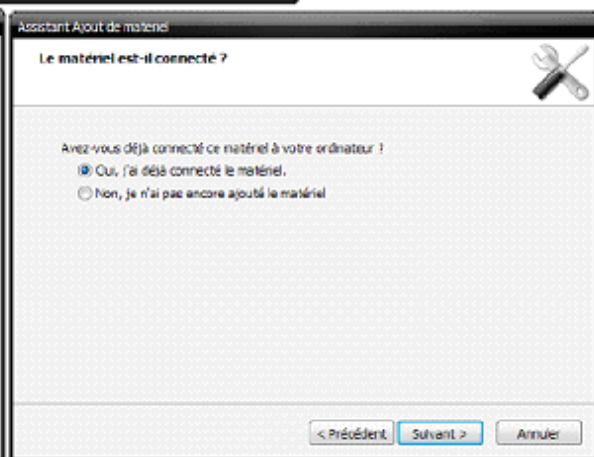 Assistant Ajout de matériel
Le matériel est-il connecté ?
Avez-vous déjà connecté ce matériel à votre ordinateur ?
Oui, j'ai déjà connecté le matériel.
Non, je n'ai pas encore ajouté le matériel
< Précédent
Suivant >
Annuler